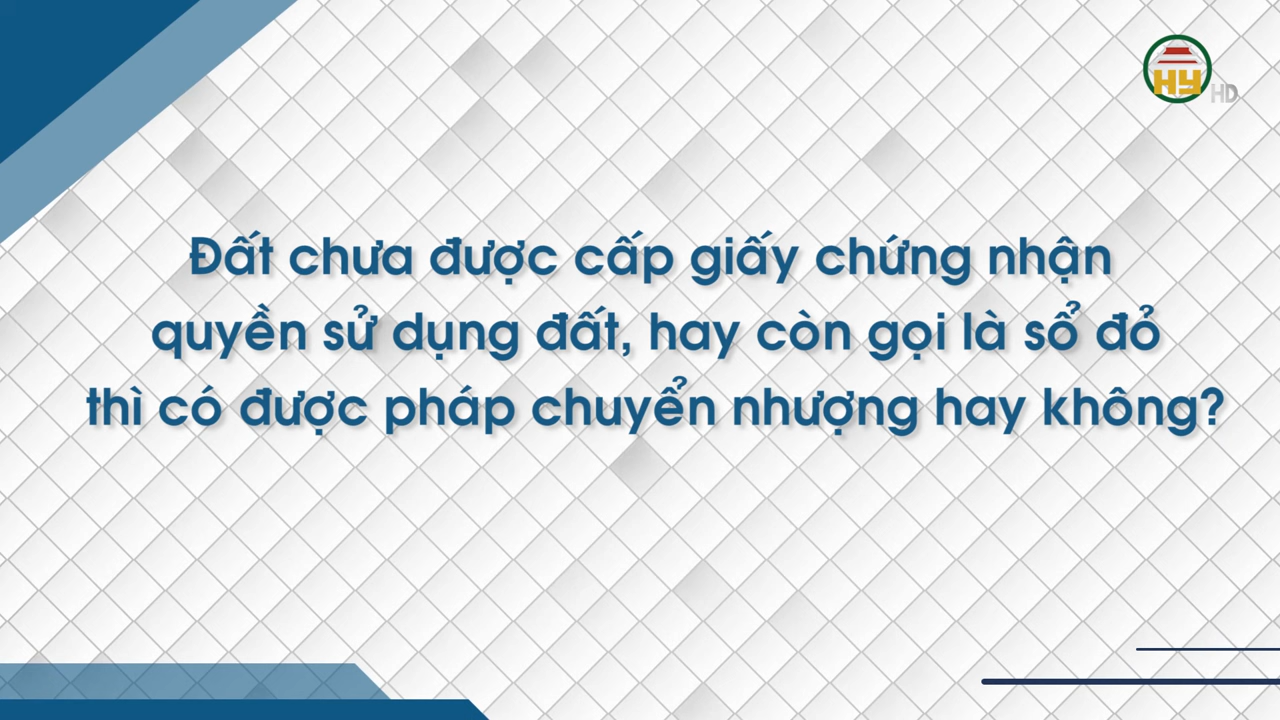 HY HD
Đất chưa được cấp giấy chứng nhận
quyền sử dụng đất, hay còn gọi là sổ đỏ
thì có được pháp chuyển nhượng hay không?